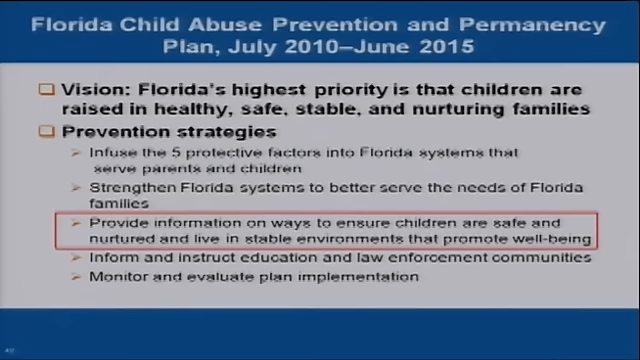 Florida Child Abuse Prevention and Permanency
Plan, July 2010–June 2015
Vision: Florida's highest priority is that children are
raised in healthy, safe, stable, and nurturing families
Prevention strategies
Infuse the 5 protective factors into Florida systems that
serve parents and children
Strengthen Florida systems to better serve the needs of Florida
families
Provide information on ways to ensure children are safe and
nurtured and live in stable environments that promote well-being
Inform and instruct education and law enforcement communities
Monitor and evaluate plan implementation